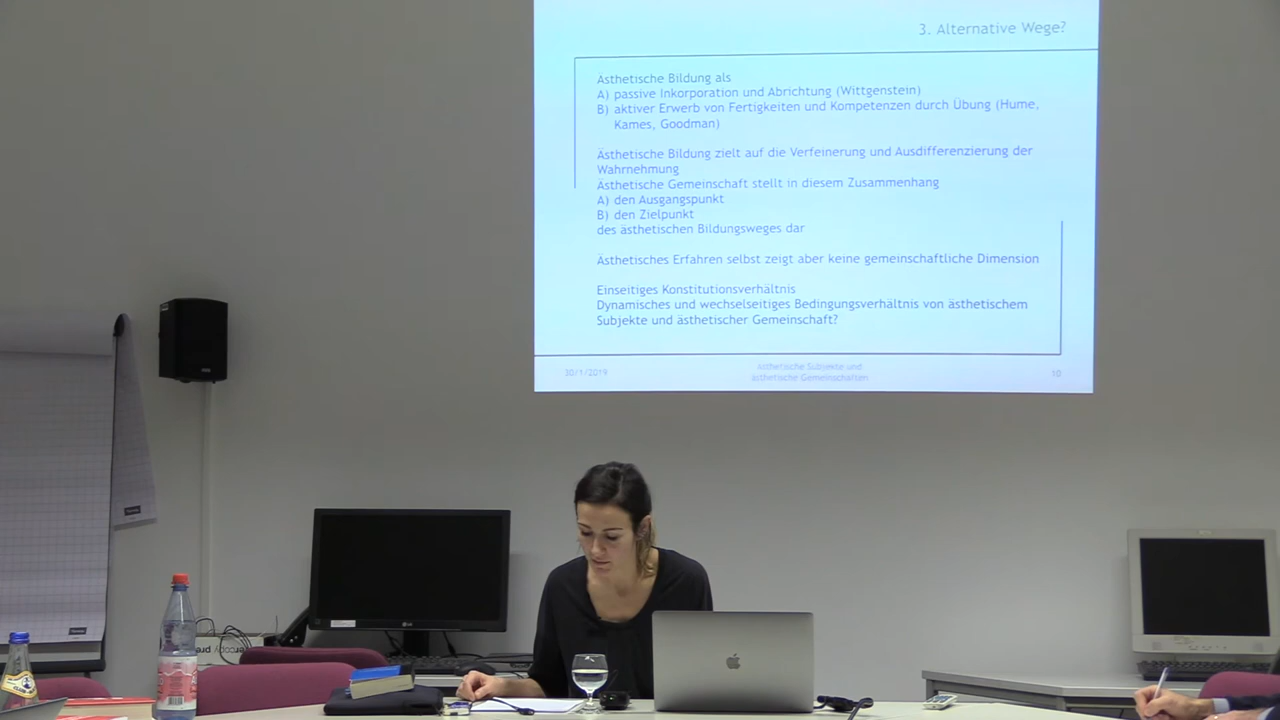 3. Alternative Wege?
Ästhetische Bildung als
A) passive Inkorporation und Abrichtung (Wittgenstein)
B) aktiver Erwerb von Fertigkeiten und Kompetenzen durch Übung (Hume,
Kames, Goodman)
Ästhetische Bildung zielt auf die Verfeinerung und Ausdifferenzierung der
Wahrnehmung
Ästhetische Gemeinschaft stellt in diesem Zusammenhang
A) den Ausgangspunkt
B) den Zielpunkt
des ästhetischen Bildungsweges dar
Ästhetisches Erfahren selbst zeigt aber keine gemeinschaftliche Dimension
Einseitiges Konstitutionsverhältnis
Dynamisches und wechselseitiges Bedingungsverhältnis von ästhetischem
Subjekte und ästhetischer Gemeinschaft?
30/1/2019
Ästhetische Subjekte und
ästhetische Gemeinschaften
10
LG